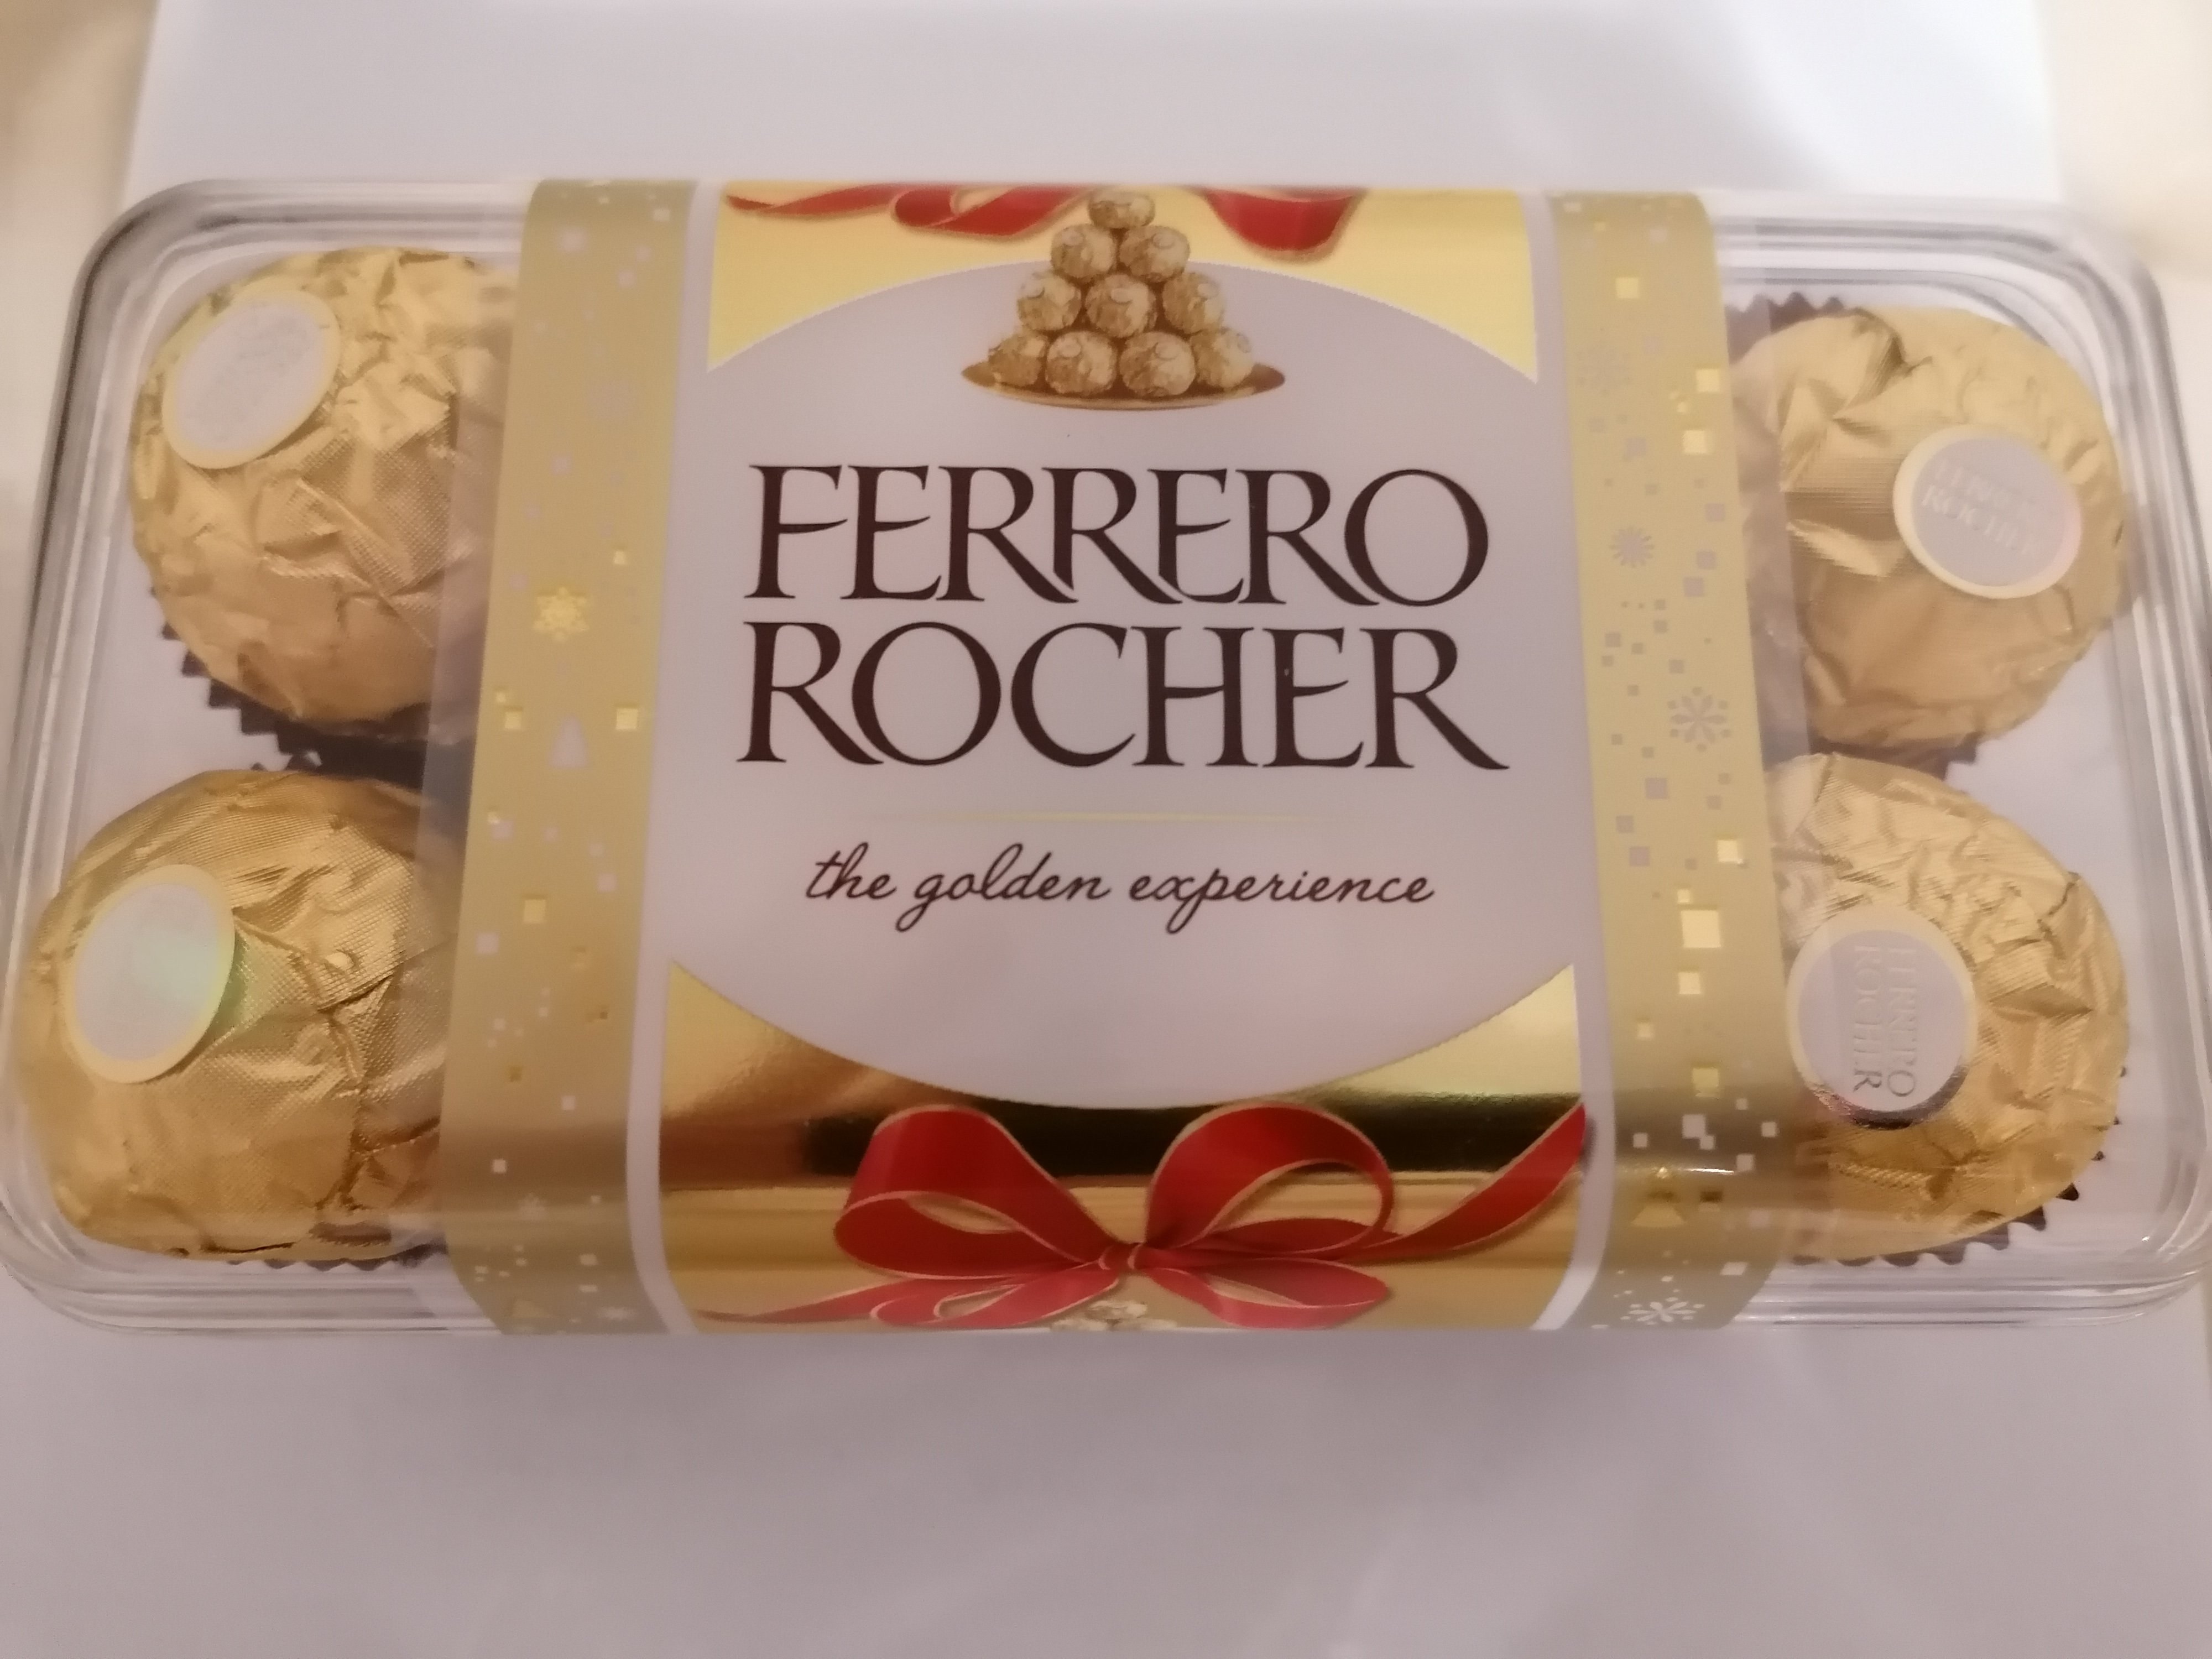 FERRERO
ROCHER
the golden experience
FERRERO
ROCHER
FERRERO
ROCHER